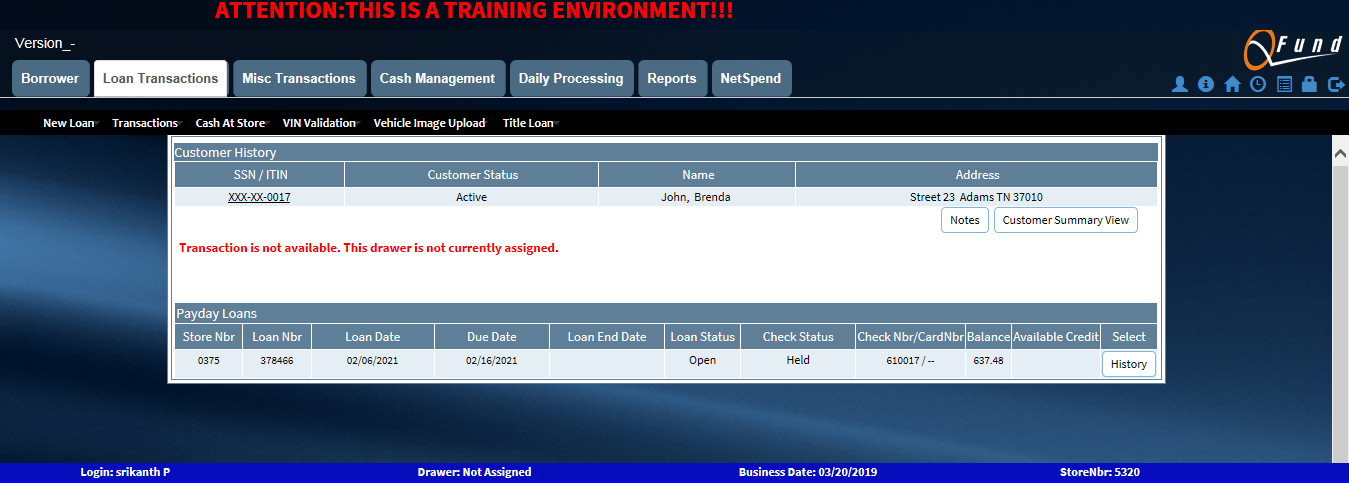 ATTENTION:THIS IS A TRAINING ENVIRONMENT!!!
Version_-
QFund
Borrower Loan Transactions Misc Transactions Cash Management Daily Processing Reports NetSpend
New Loan Transactions Cash At Store VIN Validation Vehicle Image Upload Title Loan
Customer History
SSN / ITIN Customer Status Name Address
XXX-XX-0017 Active John, Brenda Street 23 Adams TN 37010
Notes Customer Summary View
Transaction is not available. This drawer is not currently assigned.
Payday Loans
Store Nbr Loan Nbr Loan Date Due Date Loan End Date Loan Status Check Status Check Nbr/CardNbr Balance Available Credit Select
0375 378466 02/06/2021 02/16/2021 Open Held 610017 / -- 637.48 History
Login: srikanth P Drawer: Not Assigned Business Date: 03/20/2019 StoreNbr: 5320